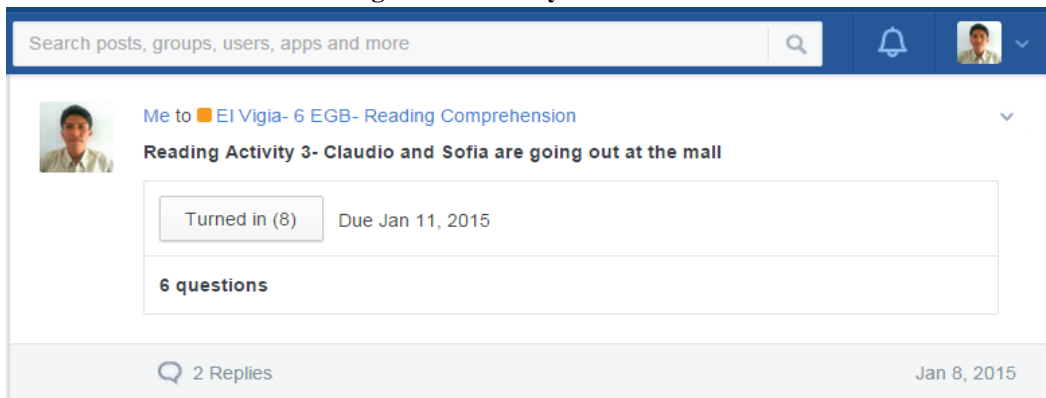 Search posts, groups, users, apps and more
Me to El Vigia- 6 EGB- Reading Comprehension
Reading Activity 3- Claudio and Sofia are going out at the mall
Turned in (8) Due Jan 11, 2015
6 questions
2 Replies Jan 8, 2015